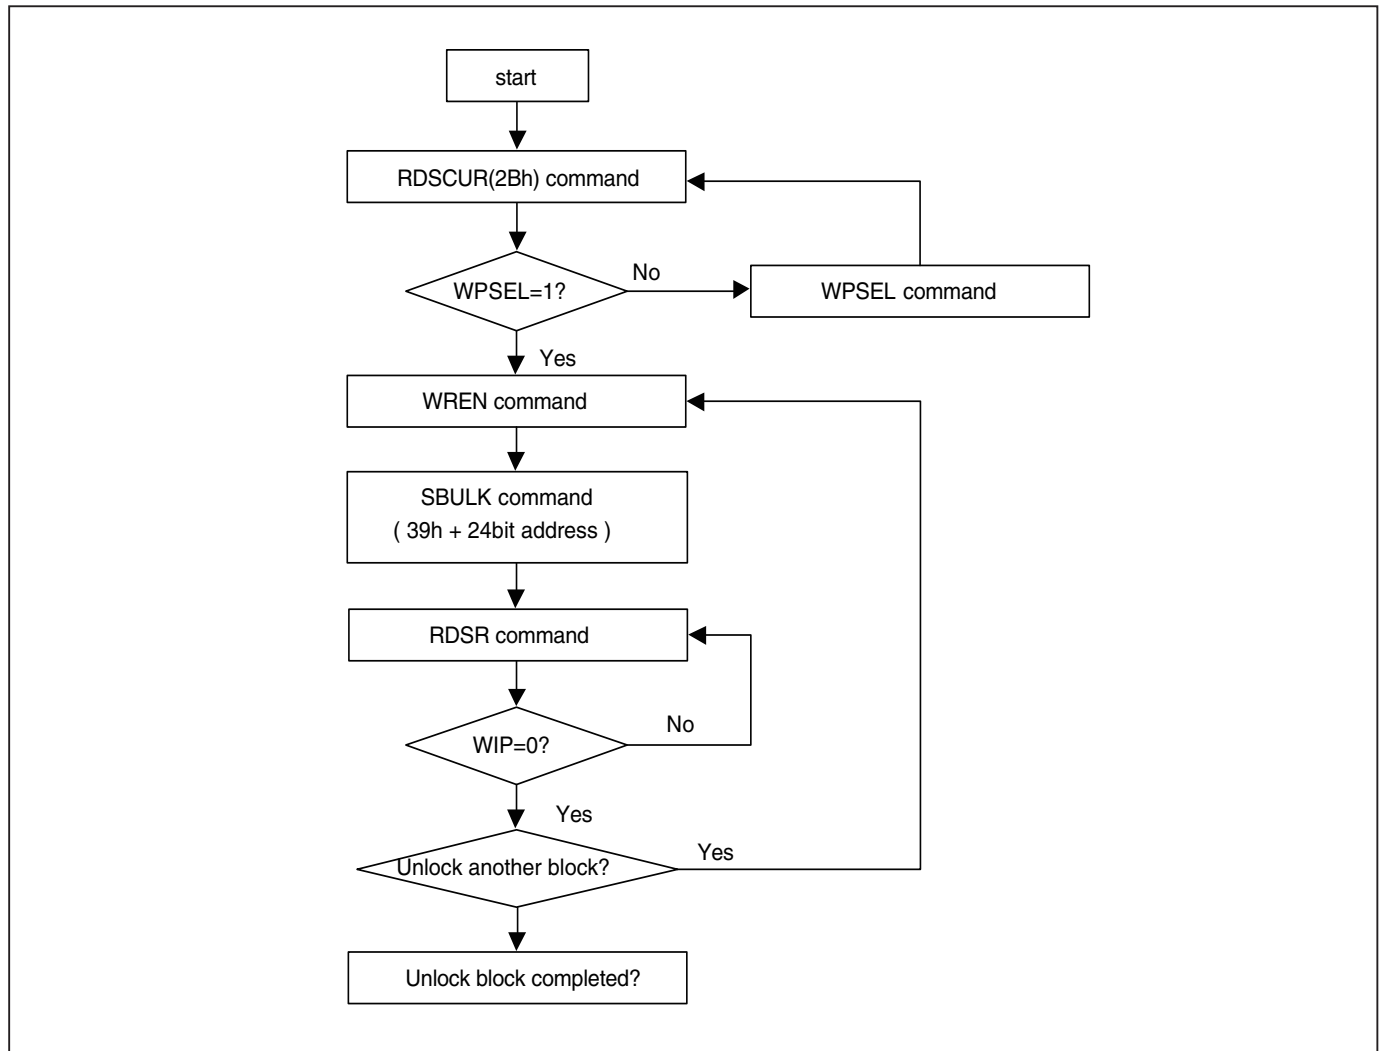 start
RDSCUR(2Bh) command
WPSEL=1?
No
WPSEL command
Yes
WREN command
SBULK command
( 39h + 24bit address )
RDSR command
WIP=0?
No
Yes
Unlock another block?
Yes
Unlock block completed?